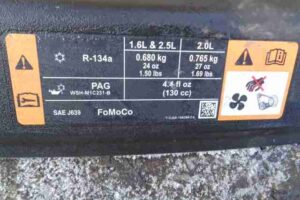 1.6L & 2.5L 2.0L
R-134a
0.680 kg 0.765 kg
24 oz 27 oz
1.50 lbs 1.69 lbs
PAG
WSH-M1C231-B
4.4 fl oz
(130 cc)
SAE J639 FoMoCo